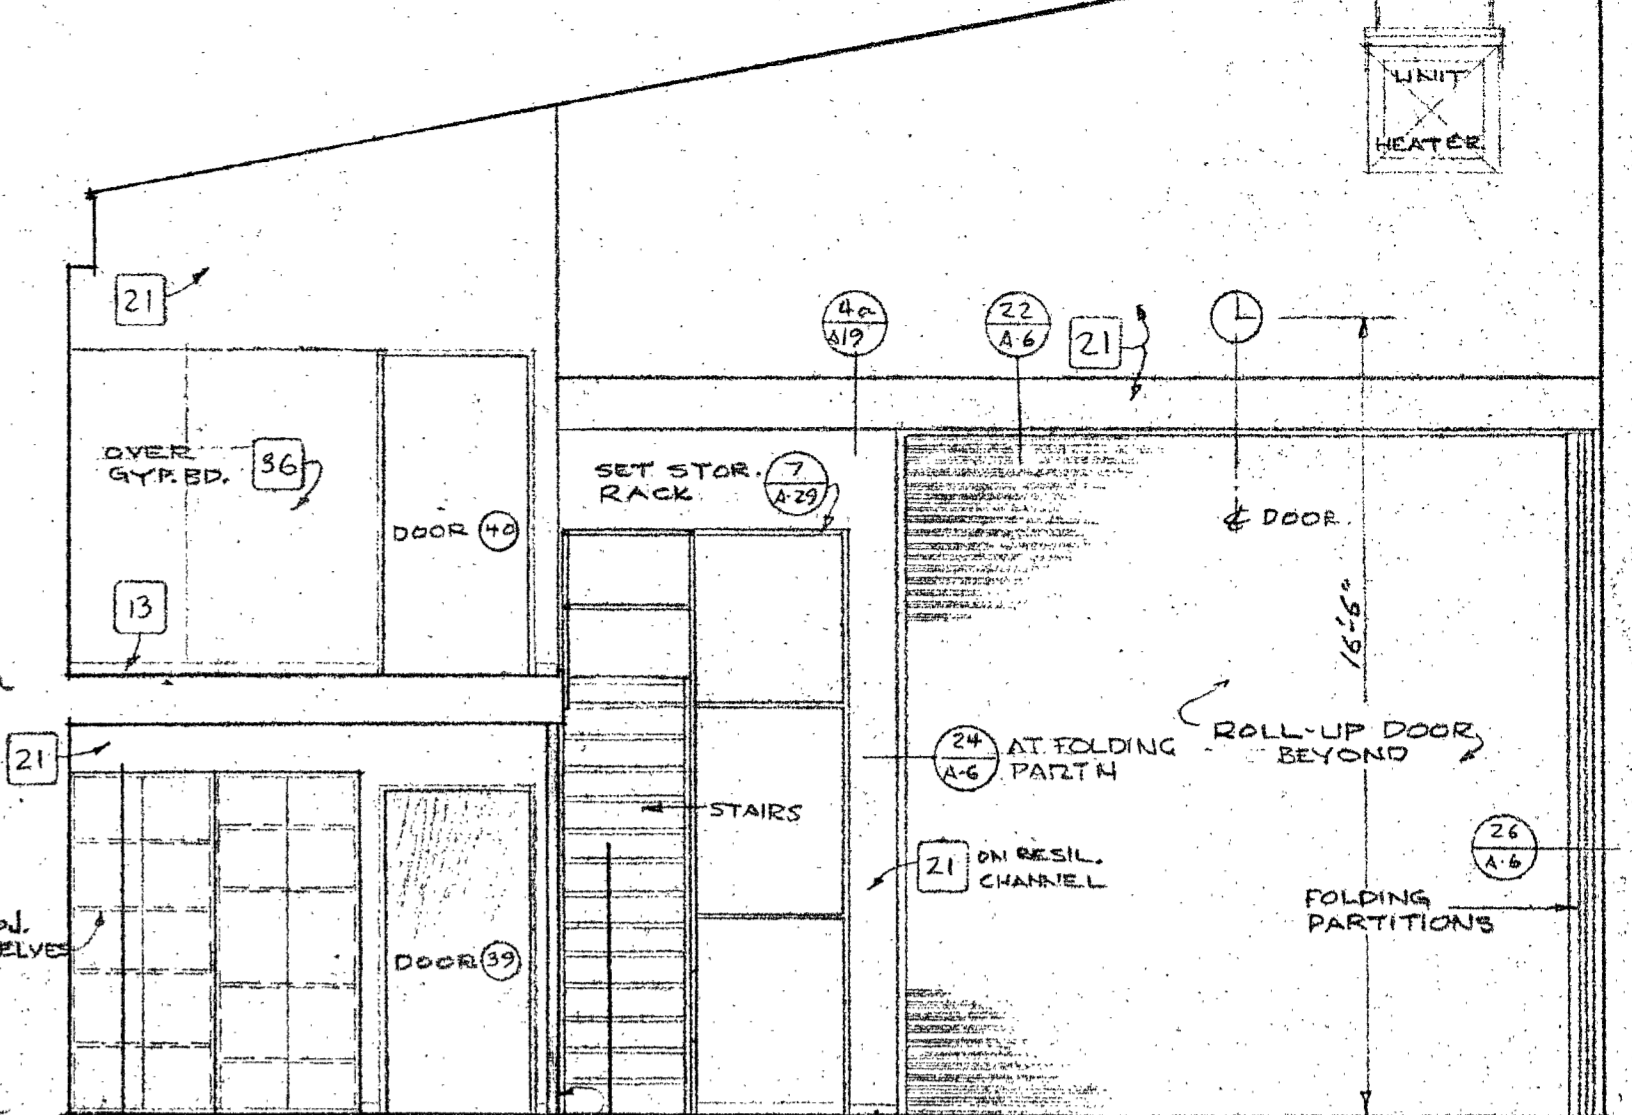 UNIT
HEATER
21
4a
A19
22
A-6
21
OVER
GYP. BD.
36
SET STOR.
RACK
7
A-29
DOOR 40
℄ DOOR
13
16'-6"
21
24
A-6
AT FOLDING
PART'N
ROLL-UP DOOR
BEYOND
STAIRS
26
A-6
21
ON RESIL.
CHANNEL
FOLDING
PARTITIONS
DJ.
ELVES
DOOR 39